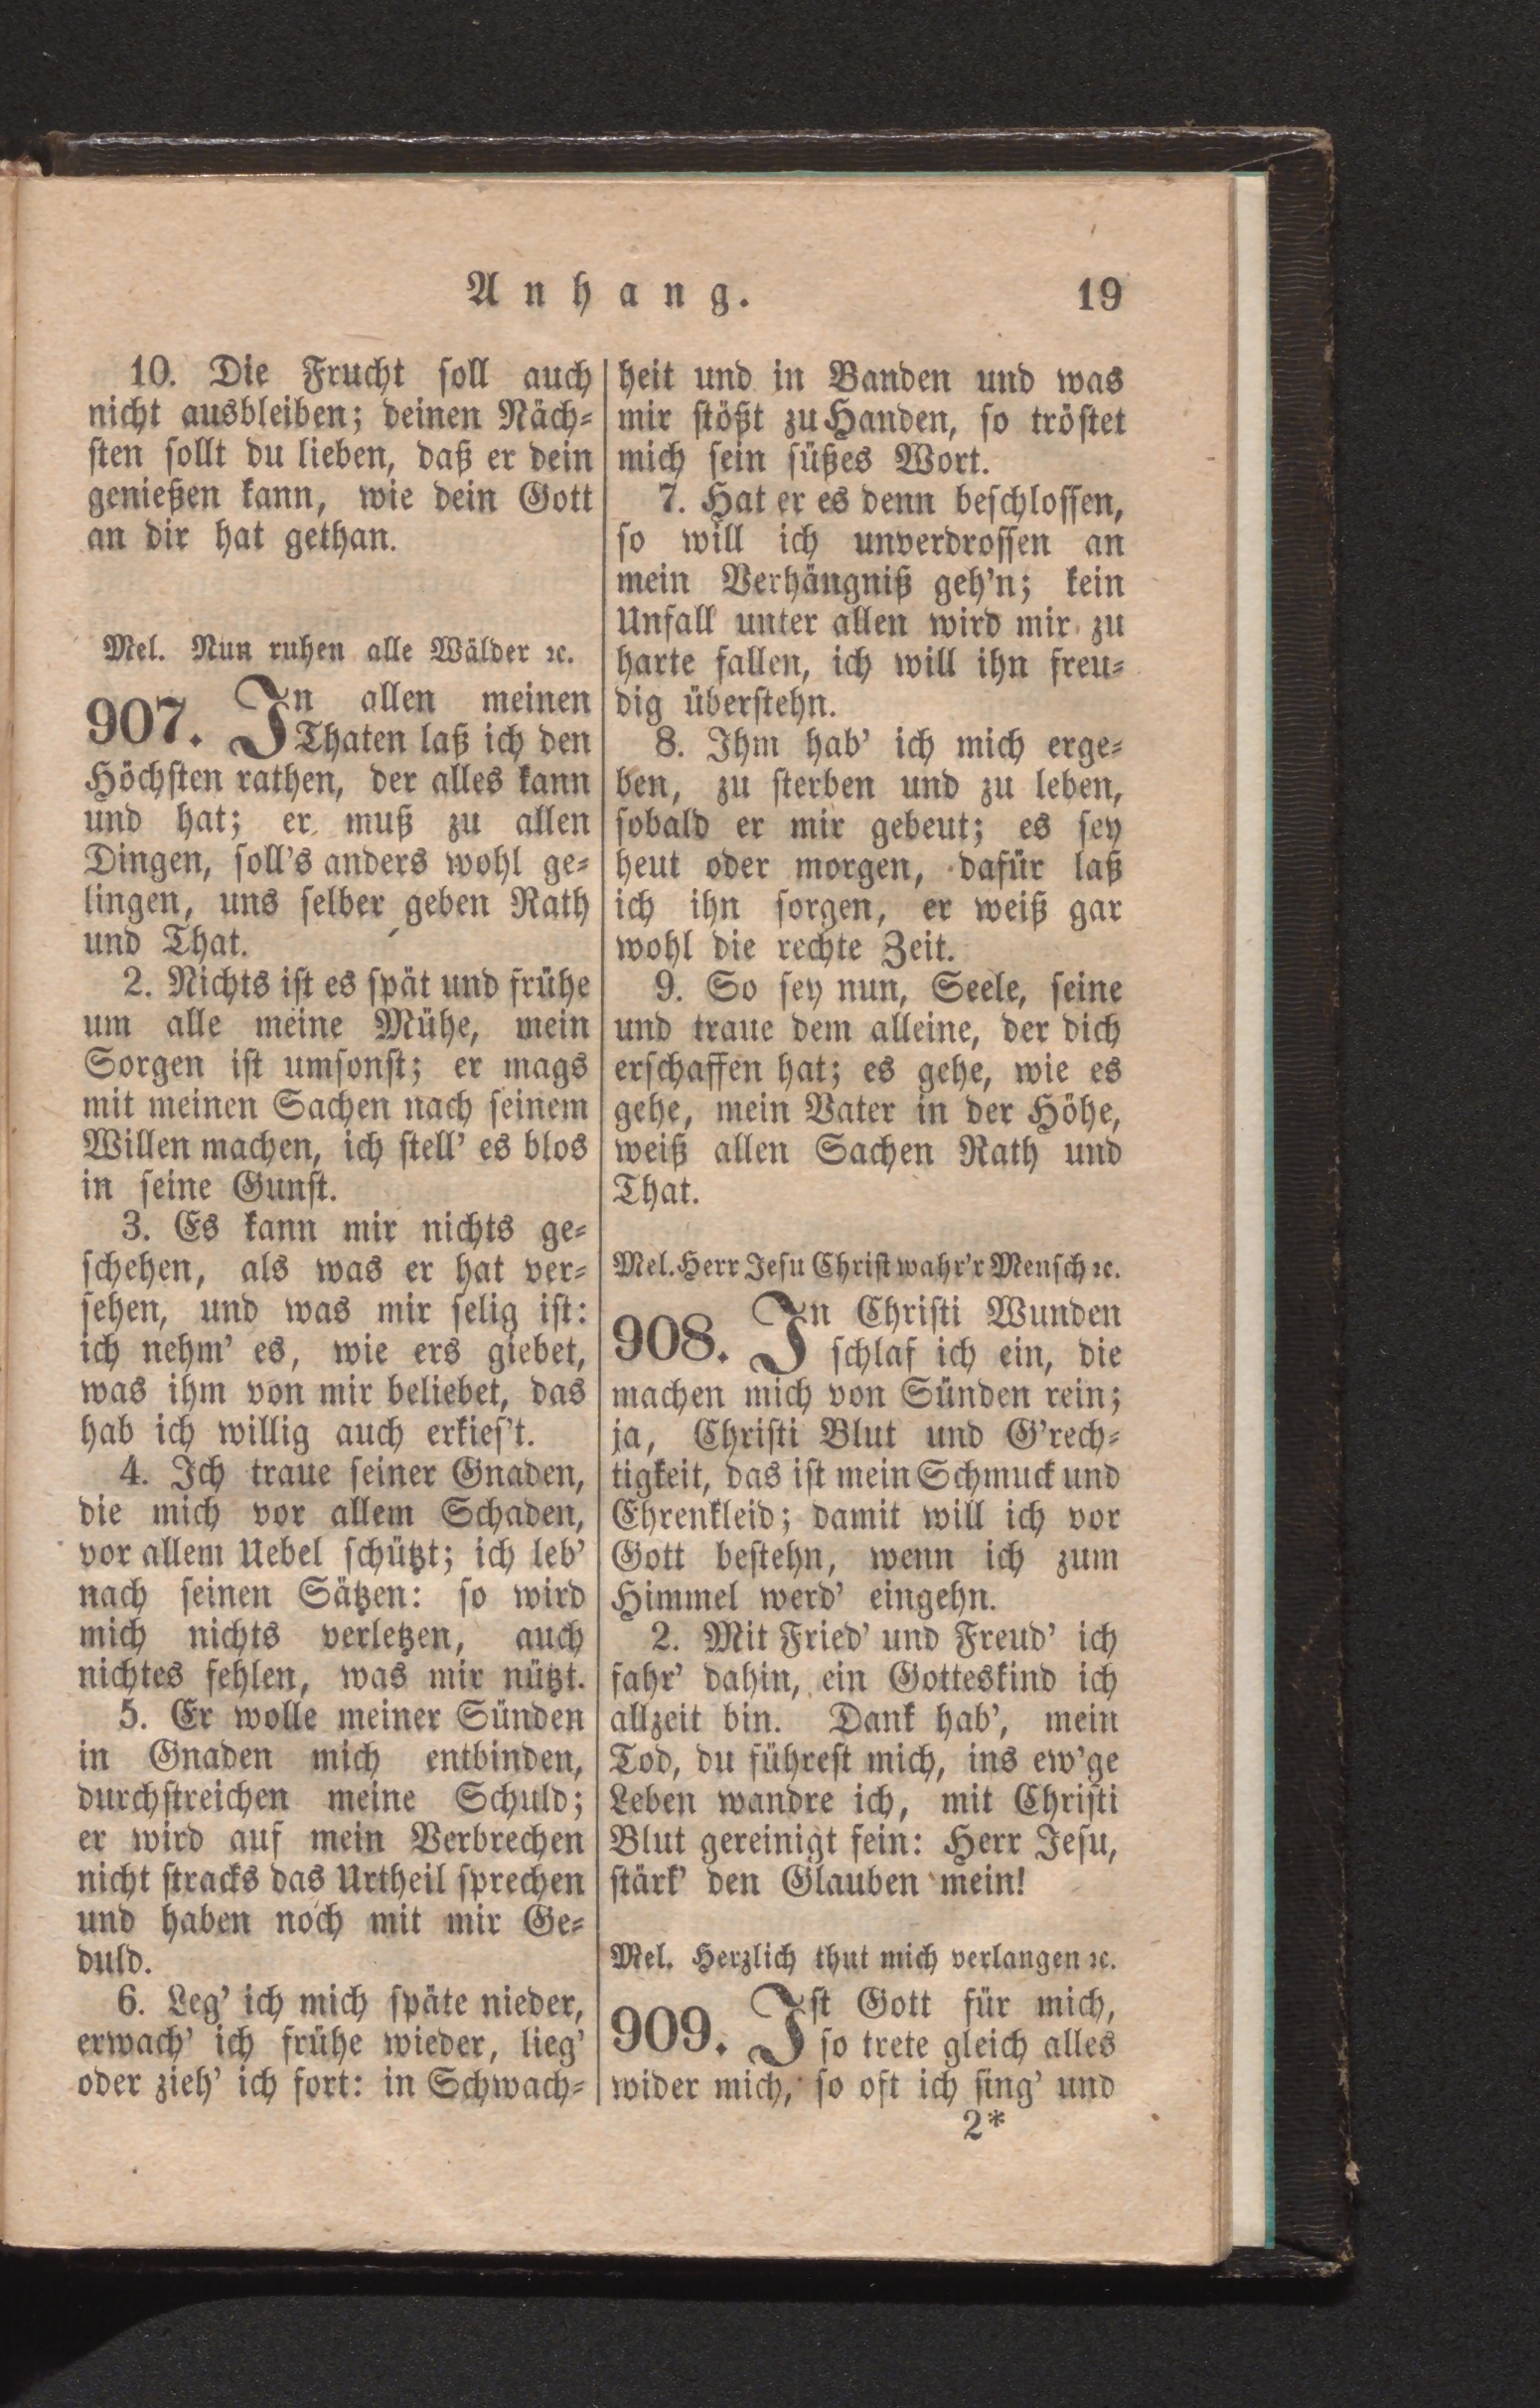 Anhang. 19
10. Die Frucht soll auch
nicht ausbleiben; deinen Näch-
sten sollt du lieben, daß er dein
genießen kann, wie dein Gott
an dir hat gethan.
Mel. Nun ruhen alle Wälder ꝛc.
907. In allen meinen
Thaten laß ich den
Höchsten rathen, der alles kann
und hat; er muß zu allen
Dingen, soll's anders wohl ge-
lingen, uns selber geben Rath
und That.
2. Nichts ist es spät und frühe
um alle meine Mühe, mein
Sorgen ist umsonst; er mags
mit meinen Sachen nach seinem
Willen machen, ich stell' es blos
in seine Gunst.
3. Es kann mir nichts ge-
schehen, als was er hat ver-
sehen, und was mir selig ist:
ich nehm' es, wie ers giebet,
was ihm von mir beliebet, das
hab ich willig auch erkies't.
4. Ich traue seiner Gnaden,
die mich vor allem Schaden,
vor allem Uebel schützt; ich leb'
nach seinen Sätzen: so wird
mich nichts verletzen, auch
nichtes fehlen, was mir nützt.
5. Er wolle meiner Sünden
in Gnaden mich entbinden,
durchstreichen meine Schuld;
er wird auf mein Verbrechen
nicht stracks das Urtheil sprechen
und haben noch mit mir Ge-
duld.
6. Leg' ich mich späte nieder,
erwach' ich frühe wieder, lieg'
oder zieh' ich fort: in Schwach-
heit und in Banden und was
mir stößt zu Handen, so tröstet
mich sein süßes Wort.
7. Hat er es denn beschlossen,
so will ich unverdrossen an
mein Verhängniß geh'n; kein
Unfall unter allen wird mir zu
harte fallen, ich will ihn freu-
dig überstehn.
8. Ihm hab' ich mich erge-
ben, zu sterben und zu leben,
sobald er mir gebeut; es sey
heut oder morgen, dafür laß
ich ihn sorgen, er weiß gar
wohl die rechte Zeit.
9. So sey nun, Seele, seine
und traue dem alleine, der dich
erschaffen hat; es gehe, wie es
gehe, mein Vater in der Höhe,
weiß allen Sachen Rath und
That.
Mel. Herr Jesu Christ wahr'r Mensch ꝛc.
908. In Christi Wunden
schlaf ich ein, die
machen mich von Sünden rein;
ja, Christi Blut und G'rech-
tigkeit, das ist mein Schmuck und
Ehrenkleid; damit will ich vor
Gott bestehn, wenn ich zum
Himmel werd' eingehn.
2. Mit Fried' und Freud' ich
fahr' dahin, ein Gotteskind ich
allzeit bin. Dank hab', mein
Tod, du führest mich, ins ew'ge
Leben wandre ich, mit Christi
Blut gereinigt fein: Herr Jesu,
stärk' den Glauben mein!
Mel. Herzlich thut mich verlangen ꝛc.
909. Ist Gott für mich,
so trete gleich alles
wider mich, so oft ich sing' und
2*